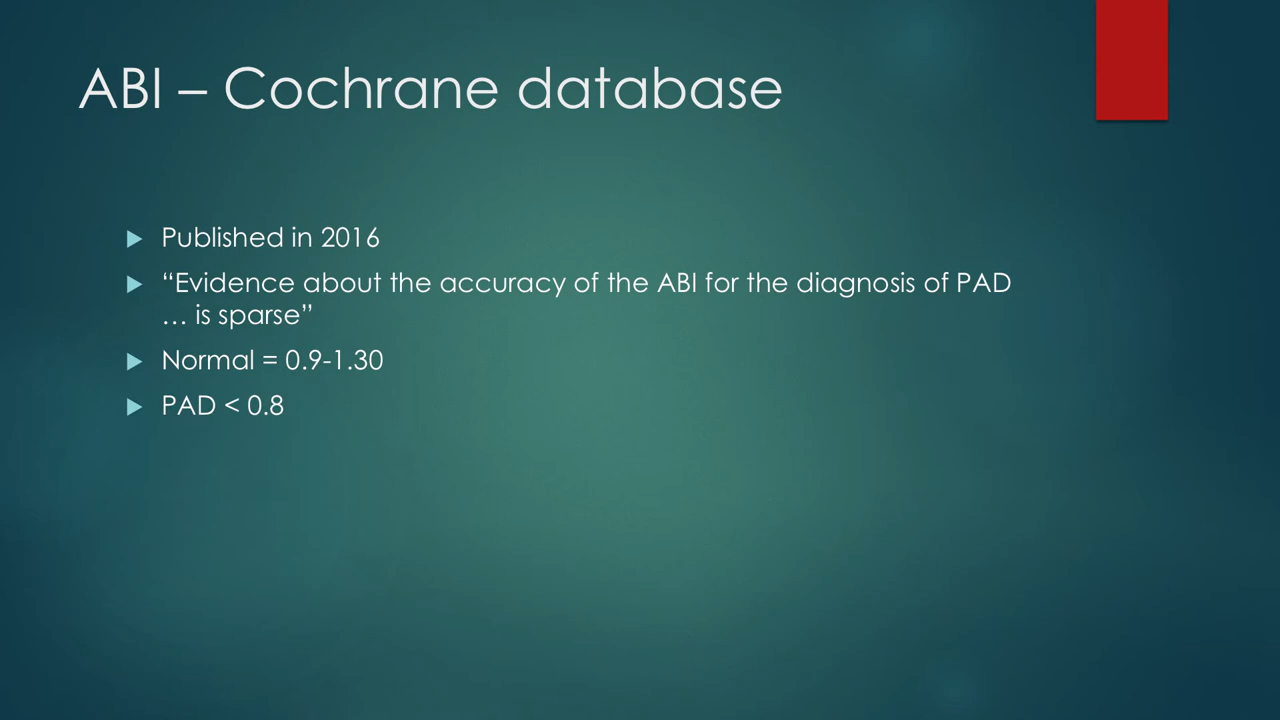 ABI – Cochrane database
Published in 2016
“Evidence about the accuracy of the ABI for the diagnosis of PAD
… is sparse”
Normal = 0.9-1.30
PAD < 0.8